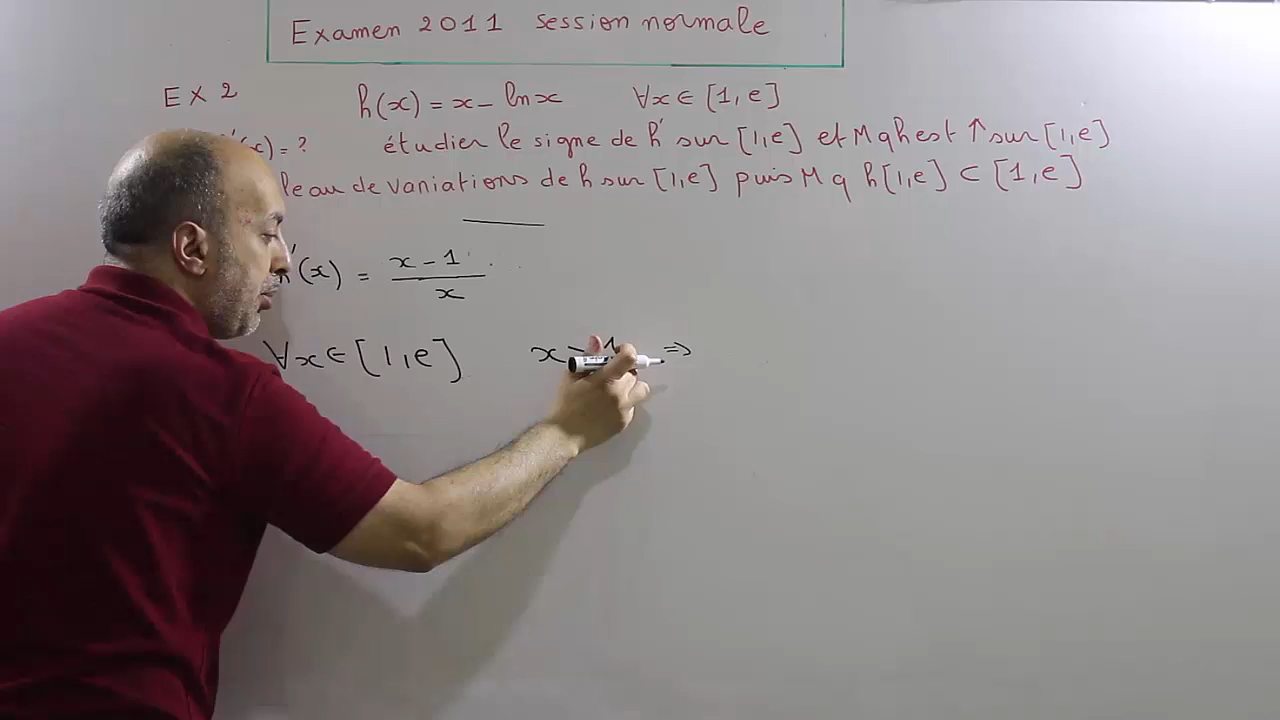 Examen 2011 session normale
EX 2 h(x) = x - ln x ∀x ∈ [1, e]
'(x) = ? étudier le signe de h' sur [1, e] et Mq h est ↑ sur [1, e]
leau de variations de h sur [1, e] puis Mq h[1, e] ⊂ [1, e]
h'(x) = \frac{x - 1}{x}
∀x ∈ [1, e] x ⇒